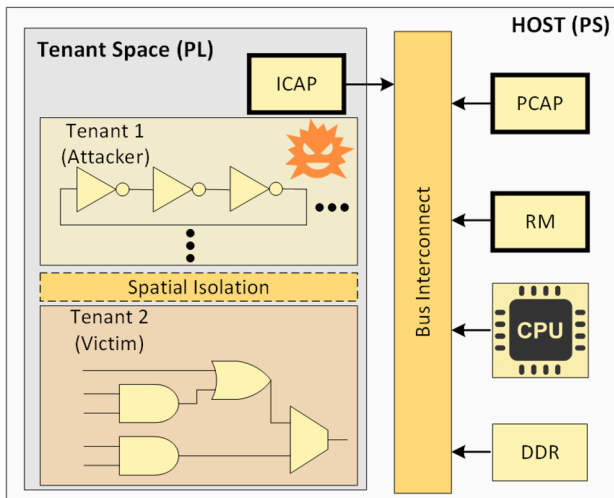 HOST (PS)
Tenant Space (PL)
ICAP
PCAP
Tenant 1
(Attacker)
RM
Bus Interconnect
Spatial Isolation
Tenant 2
(Victim)
CPU
DDR